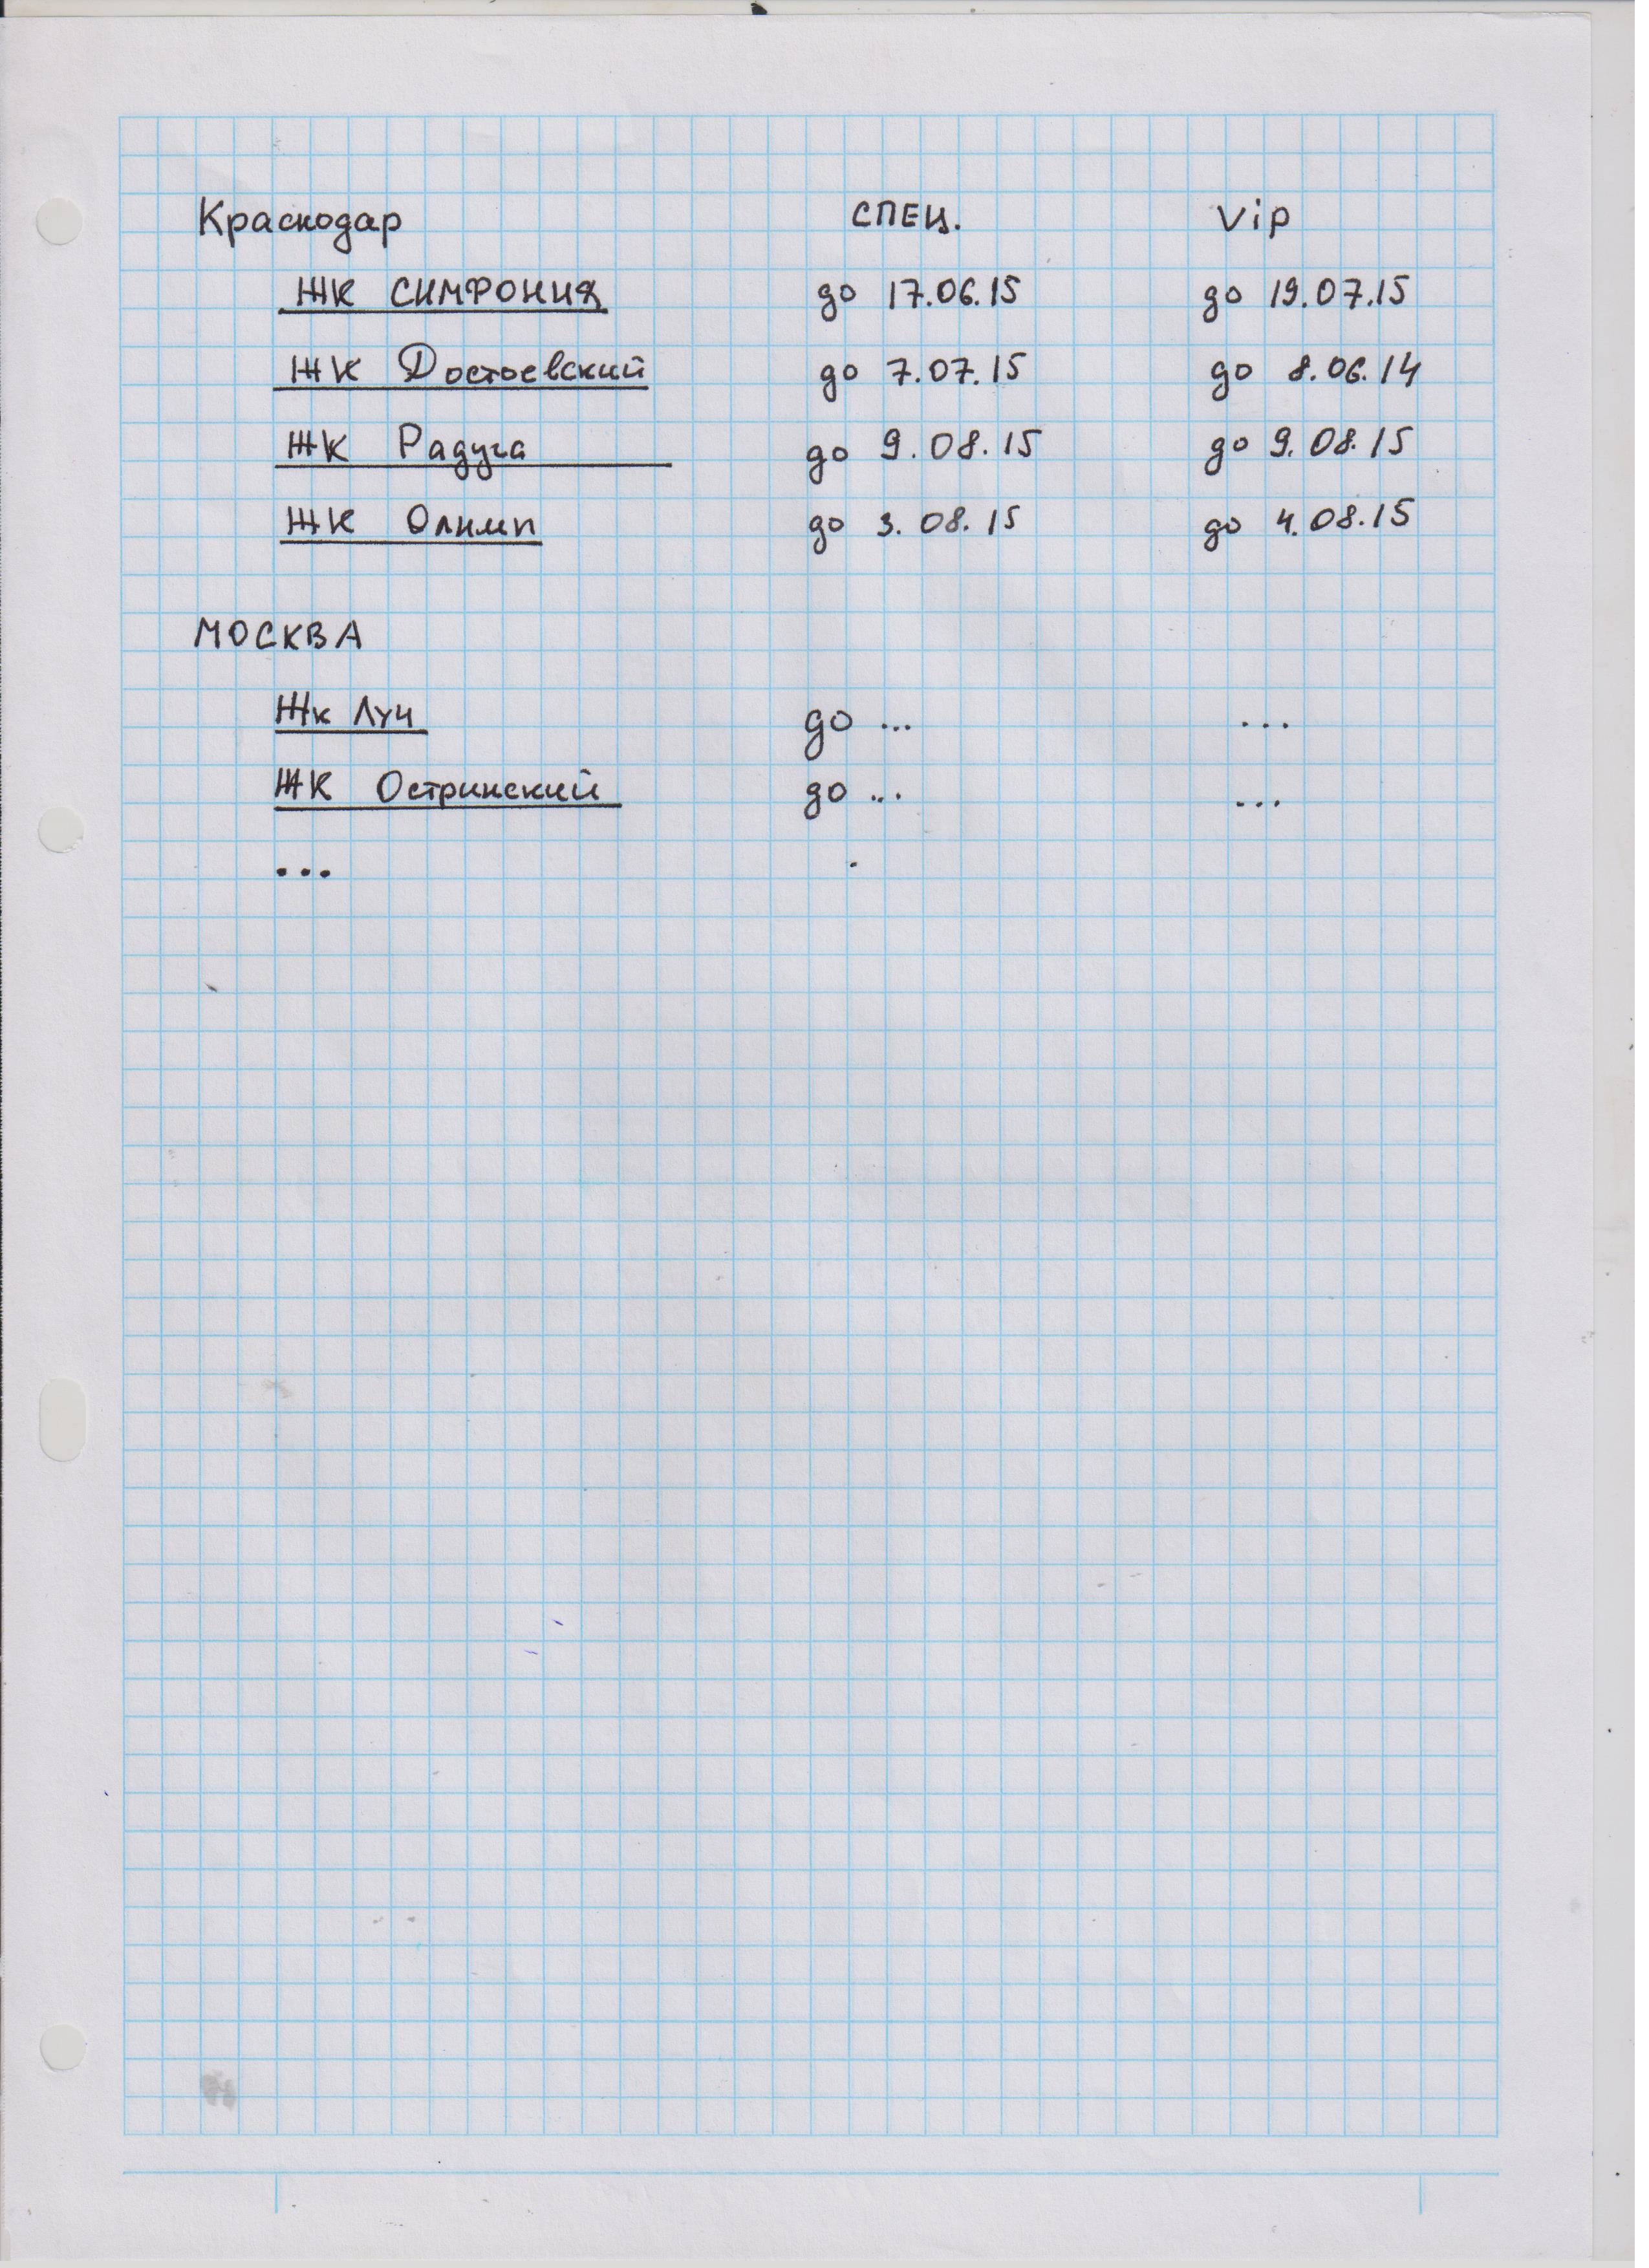 Краснодар СПЕЦ. Vip
ЖК СИМФОНИЯ до 17.06.15 до 19.07.15
ЖК Достоевский до 7.07.15 до 8.06.14
ЖК Радуга до 9.08.15 до 9.08.15
ЖК Олимп до 3.08.15 до 4.08.15
МОСКВА
ЖК Луч до ... ...
ЖК Остринский до ... ...
... .